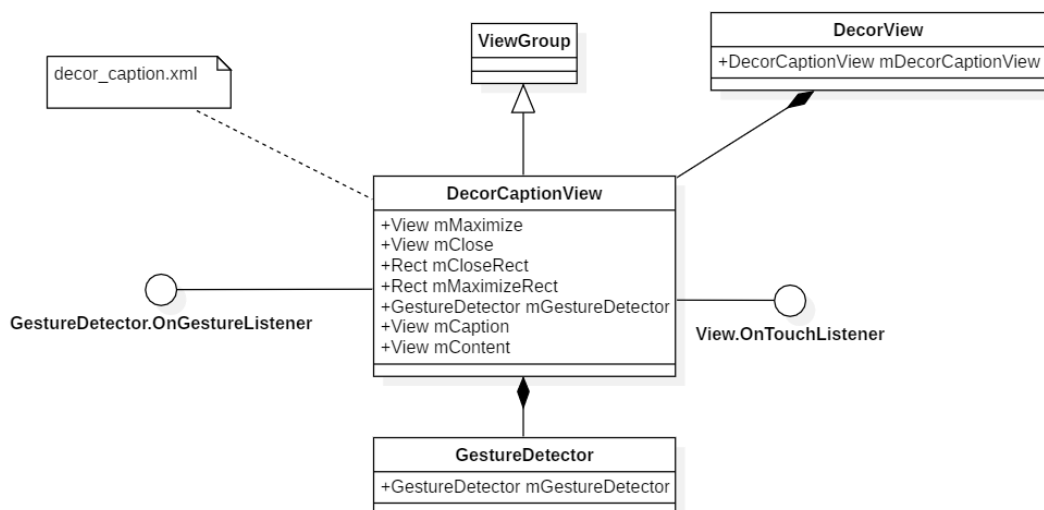 ViewGroup
DecorView
+DecorCaptionView mDecorCaptionView
decor_caption.xml
DecorCaptionView
+View mMaximize
+View mClose
+Rect mCloseRect
+Rect mMaximizeRect
+GestureDetector mGestureDetector
+View mCaption
+View mContent
GestureDetector.OnGestureListener
View.OnTouchListener
GestureDetector
+GestureDetector mGestureDetector